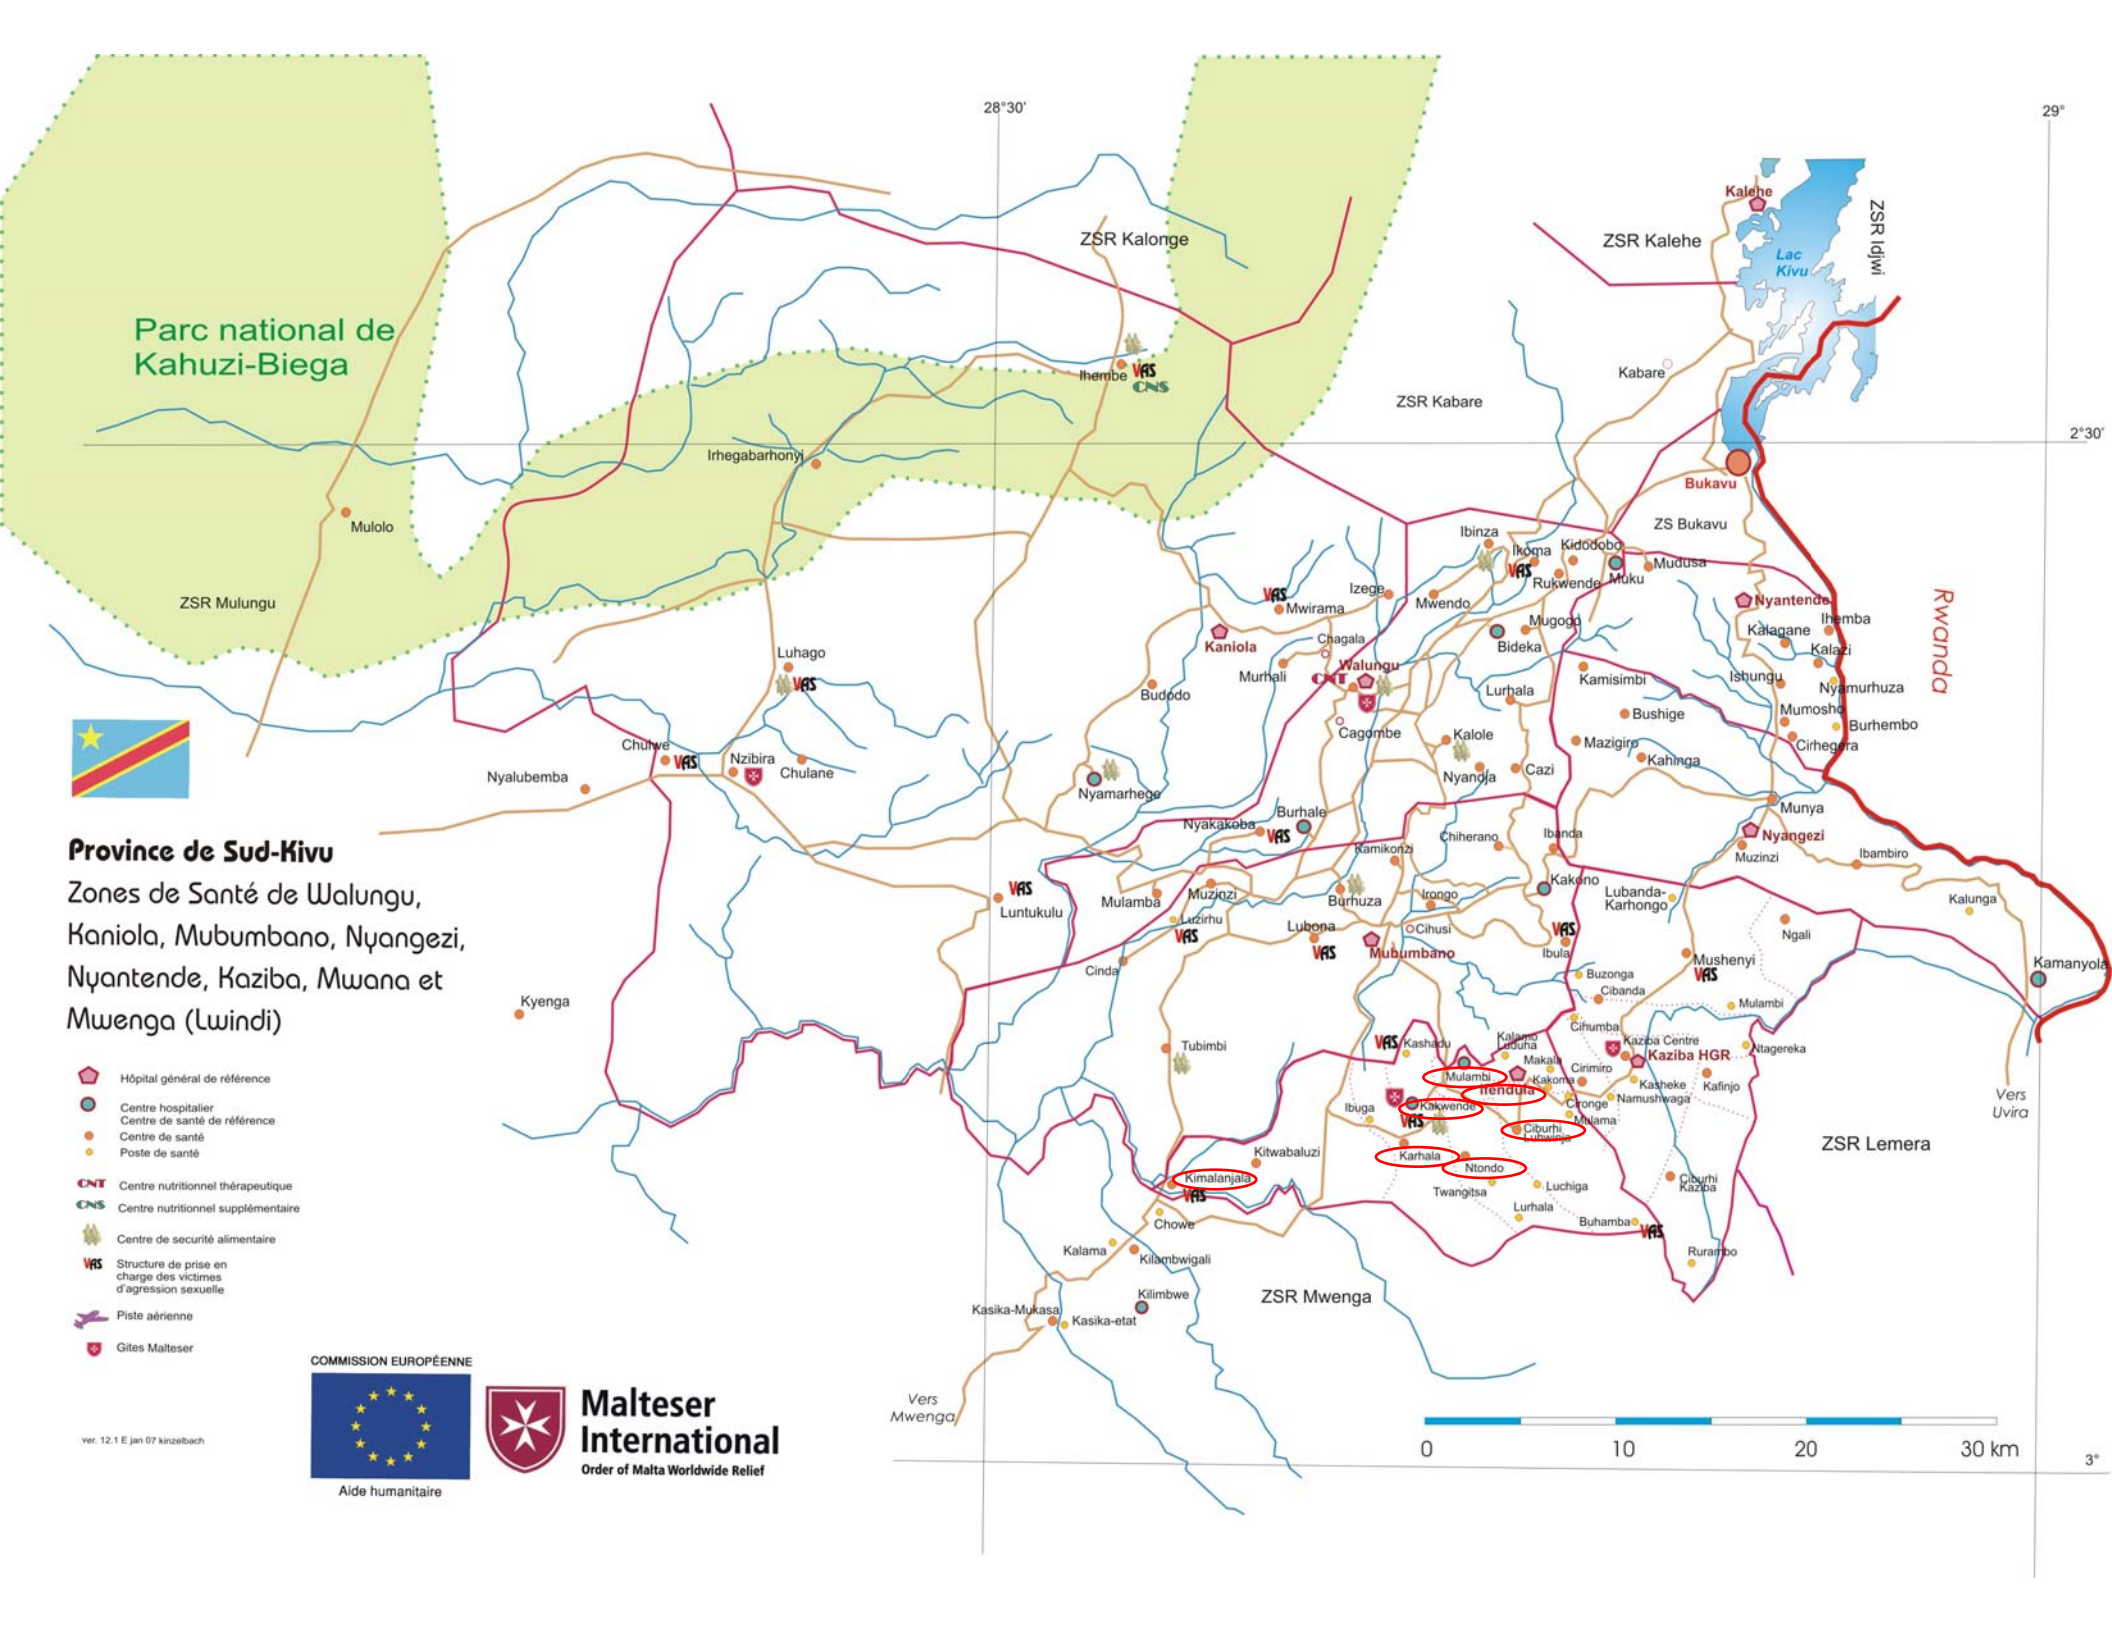 28°30'
29°
Kalehe
ZSR Kalonge
ZSR Kalehe
ZSR Idjwi
Lac
Kivu
Parc national de
Kahuzi-Biega
Ihembe
VAS
CNS
Kabare
ZSR Kabare
2°30'
Irhegabarhonyi
Bukavu
Mulolo
ZS Bukavu
Ibinza
Ikoma
Kidodobo
VAS
Rukwende
Muku
Mudusa
ZSR Mulungu
VAS
Mwirama
Izege
Mwendo
Nyantende
Rwanda
Mugogo
Ihemba
Kalagane
Kaniola
Chagala
Bideka
Kalazi
Luhago
VAS
Murhali
Walungu
CNT
Kamisimbi
Ishungu
Nyamurhuza
Budodo
Lurhala
Mumosho
Bushige
Burhembo
Cagombe
Kalole
Mazigiro
Cirhegera
Chulwe
VAS
Nzibira
Chulane
Kahinga
Nyalubemba
Nyandja
Cazi
Nyamarhege
Munya
Burhale
Nyakakoba
VAS
Chiherano
Ibanda
Nyangezi
Kamikonzi
Muzinzi
Ibambiro
Province de Sud-Kivu
Zones de Santé de Walungu,
Kaniola, Mubumbano, Nyangezi,
Nyantende, Kaziba, Mwana et
Mwenga (Lwindi)
VAS
Luntukulu
Mulamba
Muzinzi
Burhuza
Irongo
Kakono
Lubanda-
Karhongo
Kalunga
Luzirhu
VAS
Lubona
VAS
Cihusi
VAS
Ngali
Mubumbano
Ibula
Cinda
Mushenyi
VAS
Kamanyola
Buzonga
Cibanda
Mulambi
Kyenga
Cihumba
Tubimbi
VAS
Kashadu
Kalamo
Luduha
Kaziba Centre
Kaziba HGR
Ntagereka
Makala
Cirimiro
Mulambi
Kakoma
Kasheke
Kafinjo
Ifendula
Namushwaga
Ibuga
Kakwende
Cironge
VAS
Mulama
Ciburhi
Luhwinja
Vers
Uvira
ZSR Lemera
Karhala
Ntondo
Kitwabaluzi
Kimalanjala
VAS
Twangitsa
Luchiga
Ciburhi
Kaziba
Lurhala
Chowe
Buhamba
VAS
Kalama
Kilambwigali
Rurambo
Kilimbwe
ZSR Mwenga
Kasika-Mukasa
Kasika-etat
Vers
Mwenga
Hôpital général de référence
Centre hospitalier
Centre de santé de référence
Centre de santé
Poste de santé
CNT Centre nutritionnel thérapeutique
CNS Centre nutritionnel supplémentaire
Centre de securité alimentaire
VAS Structure de prise en
charge des victimes
d'agression sexuelle
Piste aérienne
Gites Malteser
COMMISSION EUROPÉENNE
Aide humanitaire
Malteser
International
Order of Malta Worldwide Relief
ver. 12.1 E jan 07 kinzelbach
0 10 20 30 km
3°